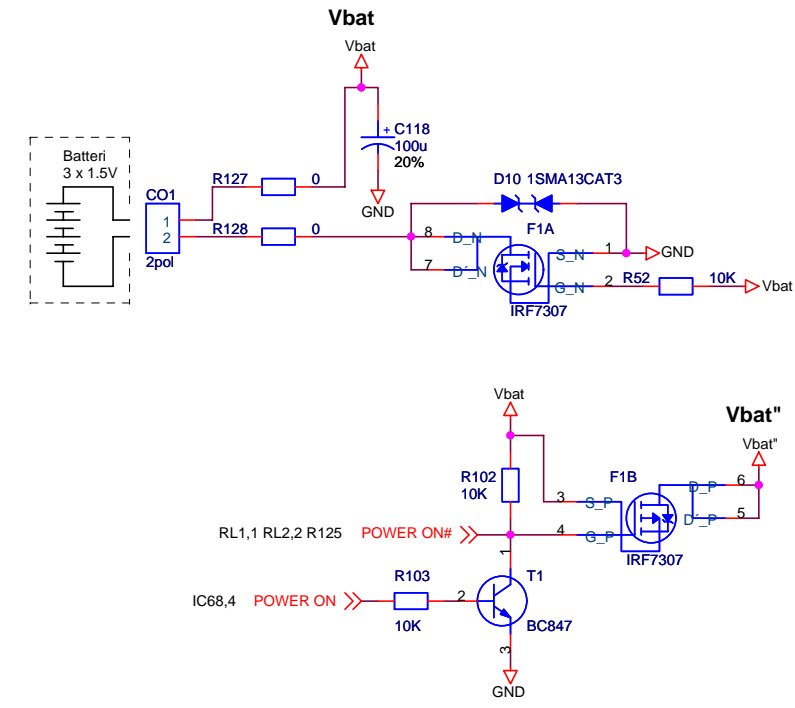 Vbat
Vbat
+ C118
100u
20%
GND
Batteri
3 x 1.5V
CO1
1
2
2pol
R127 0
R128 0
D10 1SMA13CAT3
F1A
8 D_N
7 D´_N
S_N 1
GND
G_N 2
R52 10K
Vbat
IRF7307
Vbat
Vbat"
Vbat"
R102
10K
F1B
3 S_P
4 G_P
D_P 6
D´_P 5
IRF7307
RL1,1 RL2,2 R125 POWER ON#
1
T1
R103
IC68,4 POWER ON
2
10K
BC847
3
GND